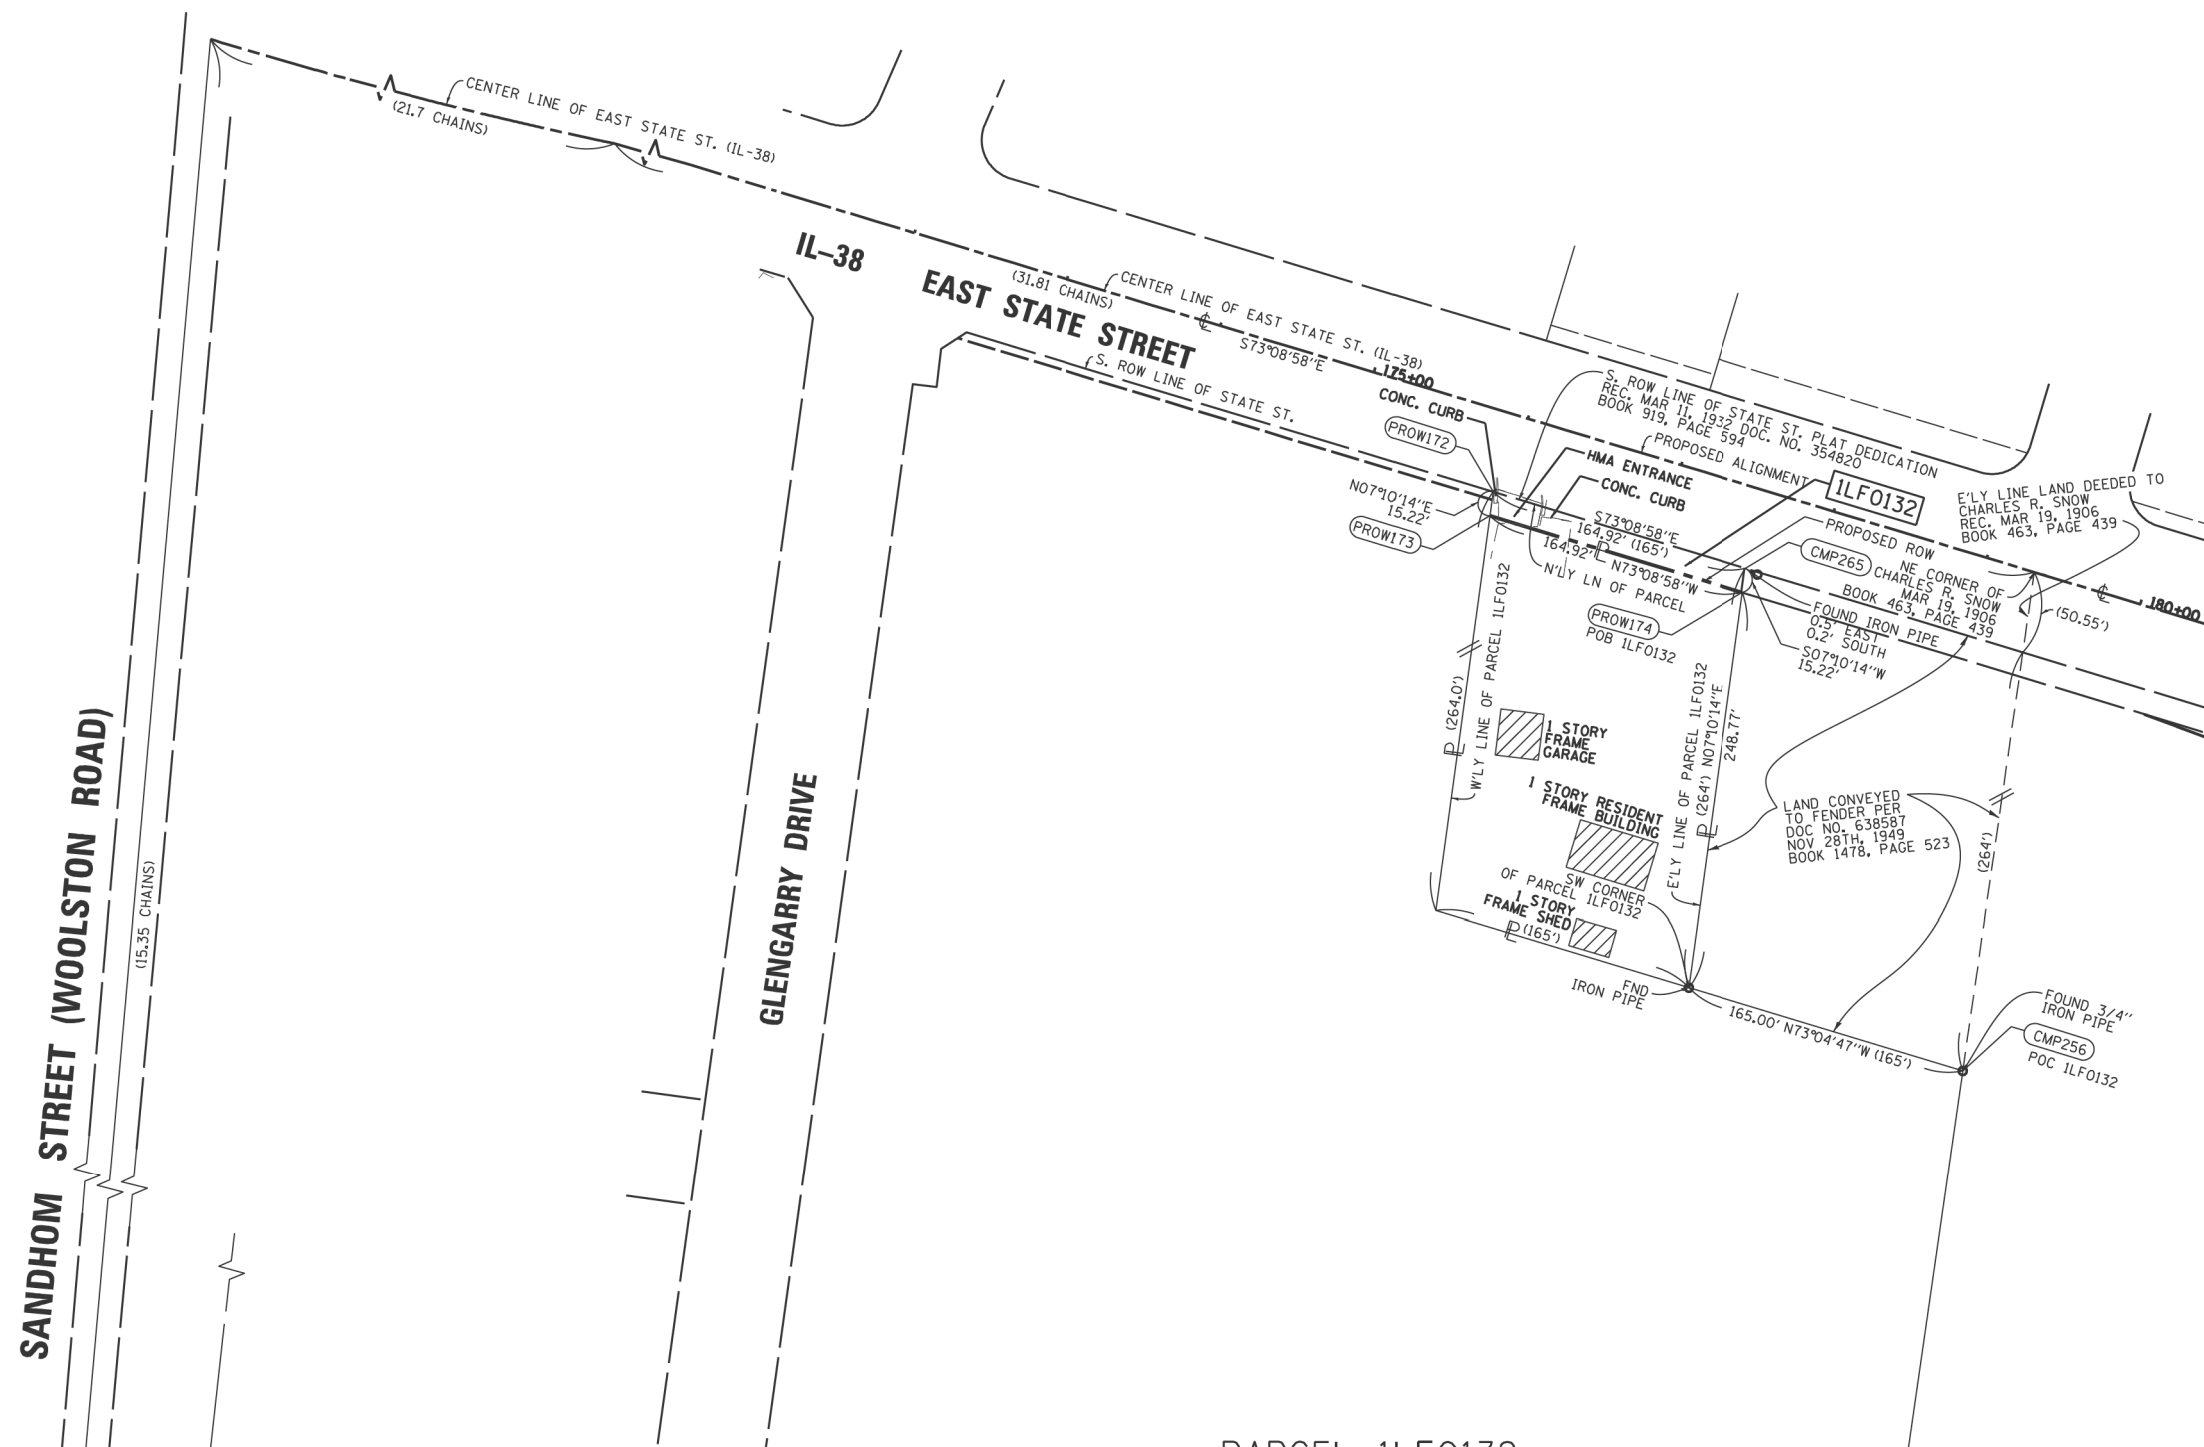 CENTER LINE OF EAST STATE ST. (IL-38)
(21.7 CHAINS)
IL-38
EAST STATE STREET
(31.81 CHAINS)
CENTER LINE OF EAST STATE ST. (IL-38)
℄
S73°08'58"E
175+00
S. ROW LINE OF STATE ST.
CONC. CURB
PROW172
S. ROW LINE OF STATE ST. PLAT DEDICATION
REC. MAR 11, 1932 DOC. NO. 354820
BOOK 919, PAGE 594
PROPOSED ALIGNMENT
HMA ENTRANCE
CONC. CURB
1LF0132
E'LY LINE LAND DEEDED TO
CHARLES R. SNOW
REC. MAR 19, 1906
BOOK 463, PAGE 439
N07°10'14"E
15.22'
PROW173
S73°08'58"E
164.92' (165')
164.92'
N73°08'58"W
N'LY LN OF PARCEL
PROPOSED ROW
CMP265
NE CORNER OF
CHARLES R. SNOW
MAR 19, 1906
BOOK 463, PAGE 439
℄
180+00
(50.55')
FOUND IRON PIPE
0.5' EAST
0.2' SOUTH
S07°10'14"W
15.22'
PROW174
POB 1LF0132
(264.0')
W'LY LINE OF PARCEL 1LF0132
1 STORY
FRAME
GARAGE
1 STORY RESIDENT
FRAME BUILDING
E'LY LINE OF PARCEL 1LF0132
(264') N07°10'14"E
248.77'
LAND CONVEYED
TO FENDER PER
DOC NO. 638587
NOV 28TH, 1949
BOOK 1478, PAGE 523
(264')
SW CORNER
OF PARCEL 1LF0132
1 STORY
FRAME SHED
(165')
FND
IRON PIPE
165.00' N73°04'47"W (165')
FOUND 3/4"
IRON PIPE
CMP256
POC 1LF0132
GLENGARRY DRIVE
SANDHOM STREET (WOOLSTON ROAD)
(15.35 CHAINS)